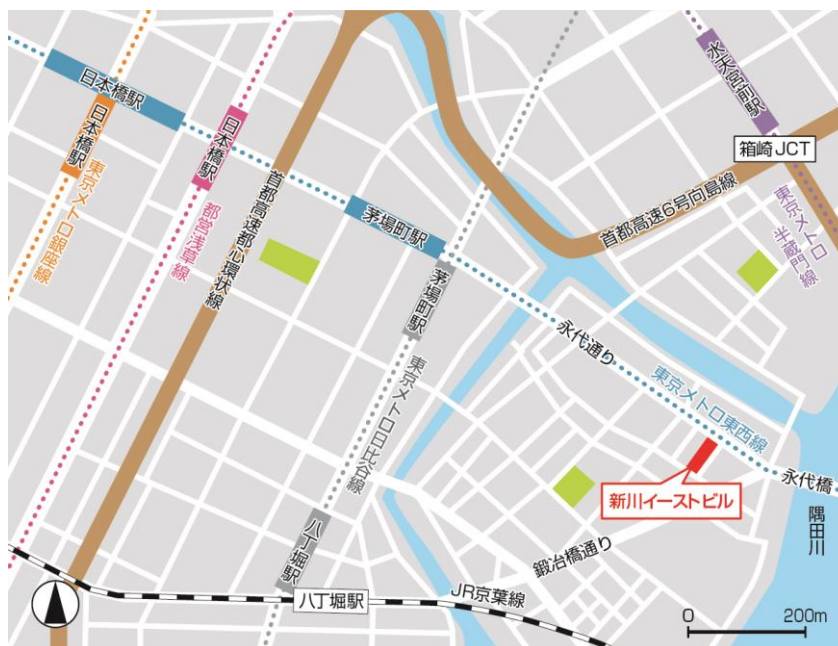 日本橋駅
日本橋駅
東京メトロ銀座線
日本橋駅
都営浅草線
首都高速都心環状線
茅場町駅
茅場町駅
東京メトロ日比谷線
水天宮前駅
箱崎JCT
首都高速6号向島線
東京メトロ
半蔵門線
永代通り
東京メトロ東西線
新川イーストビル
永代橋
隅田川
鍛冶橋通り
八丁堀駅
八丁堀駅
JR京葉線
0 200m